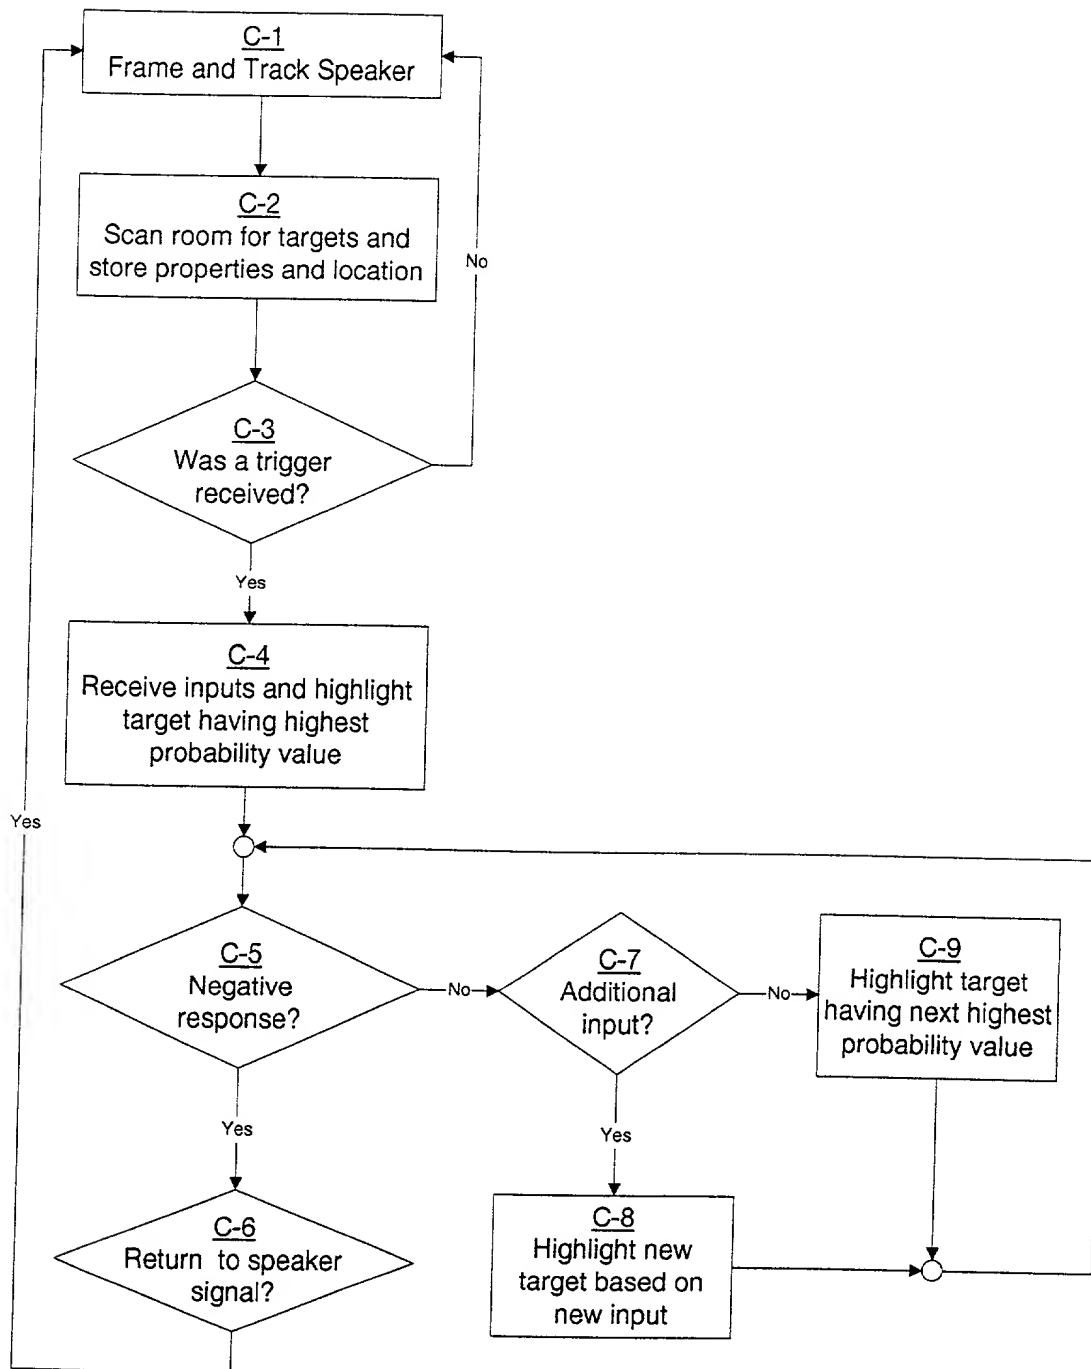 C-1
Frame and Track Speaker
C-2
Scan room for targets and
store properties and location
No
C-3
Was a trigger
received?
Yes
C-4
Receive inputs and highlight
target having highest
probability value
Yes
C-5
Negative
response?
No
C-7
Additional
input?
No
C-9
Highlight target
having next highest
probability value
Yes
Yes
C-6
Return to speaker
signal?
C-8
Highlight new
target based on
new input